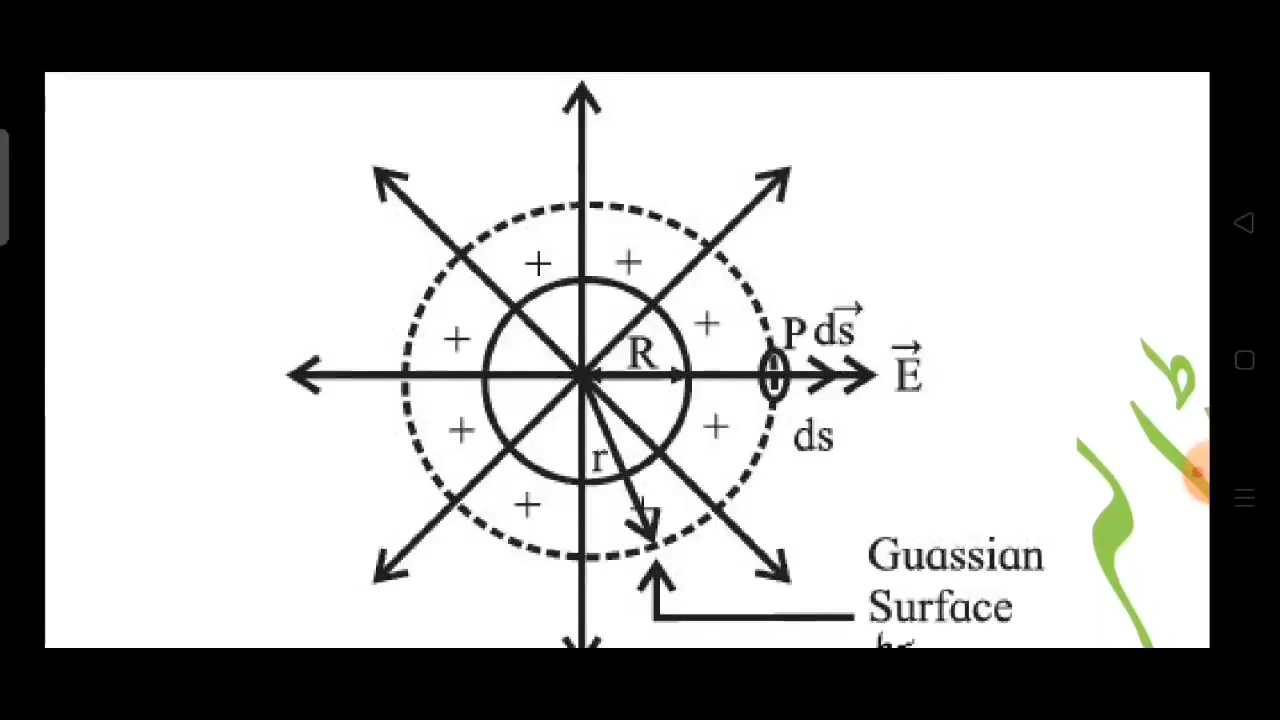 + +
+ +
P ds
R
E
+ +
ds
r
+
Guassian
Surface